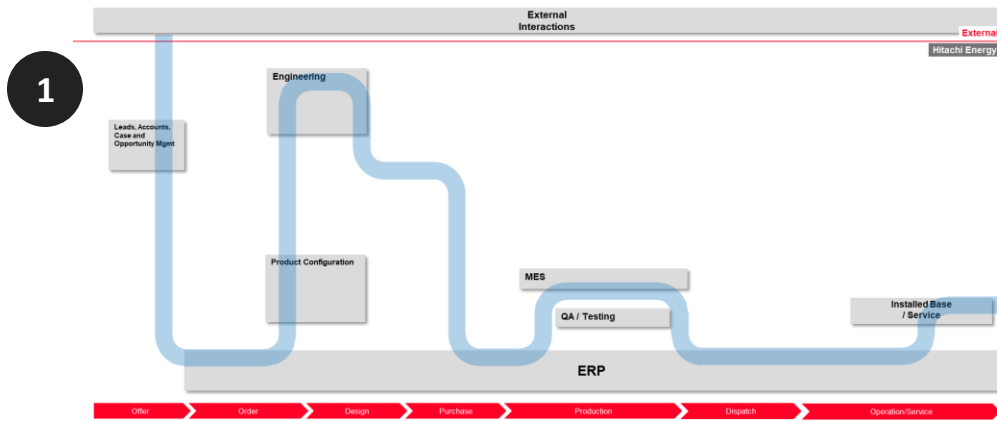 External
Interactions
External
Hitachi Energy
1
Engineering
Leads, Accounts,
Case and
Opportunity Mgmt
Product Configuration
MES
QA / Testing
Installed Base
/ Service
ERP
Offer
Order
Design
Purchase
Production
Dispatch
Operation/Service